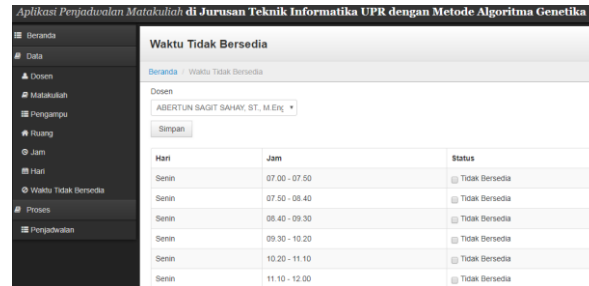 Aplikasi Penjadwalan Matakuliah di Jurusan Teknik Informatika UPR dengan Metode Algoritma Genetika
Beranda
Data
Dosen
Matakuliah
Pengampu
Ruang
Jam
Hari
Waktu Tidak Bersedia
Proses
Penjadwalan
Waktu Tidak Bersedia
Beranda / Waktu Tidak Bersedia
Dosen
ABERTUN SAGIT SAHAY, ST., M.Eng
Simpan
Hari Jam Status
Senin 07.00 - 07.50 Tidak Bersedia
Senin 07.50 - 08.40 Tidak Bersedia
Senin 08.40 - 09.30 Tidak Bersedia
Senin 09.30 - 10.20 Tidak Bersedia
Senin 10.20 - 11.10 Tidak Bersedia
Senin 11.10 - 12.00 Tidak Bersedia